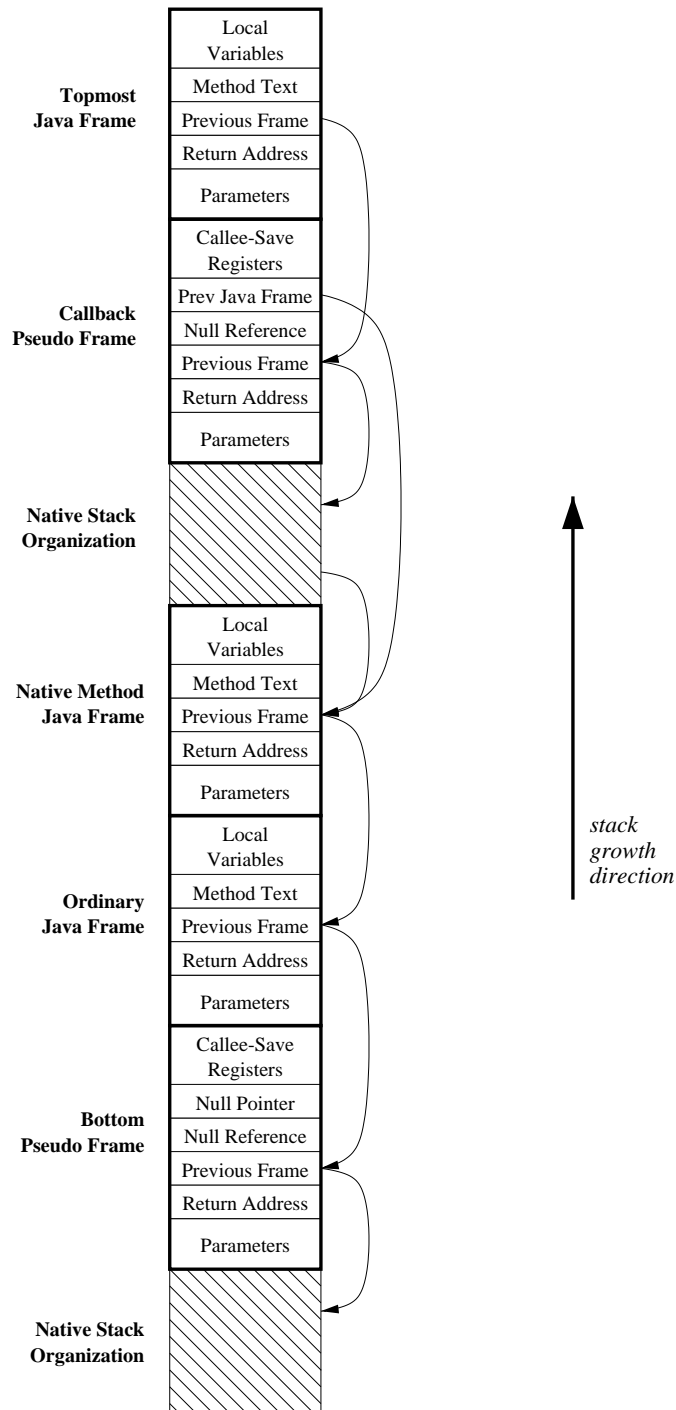 Topmost
Java Frame
Local
Variables
Method Text
Previous Frame
Return Address
Parameters
Callback
Pseudo Frame
Callee-Save
Registers
Prev Java Frame
Null Reference
Previous Frame
Return Address
Parameters
Native Stack
Organization
Native Method
Java Frame
Local
Variables
Method Text
Previous Frame
Return Address
Parameters
Ordinary
Java Frame
Local
Variables
Method Text
Previous Frame
Return Address
Parameters
Bottom
Pseudo Frame
Callee-Save
Registers
Null Pointer
Null Reference
Previous Frame
Return Address
Parameters
Native Stack
Organization
stack
growth
direction